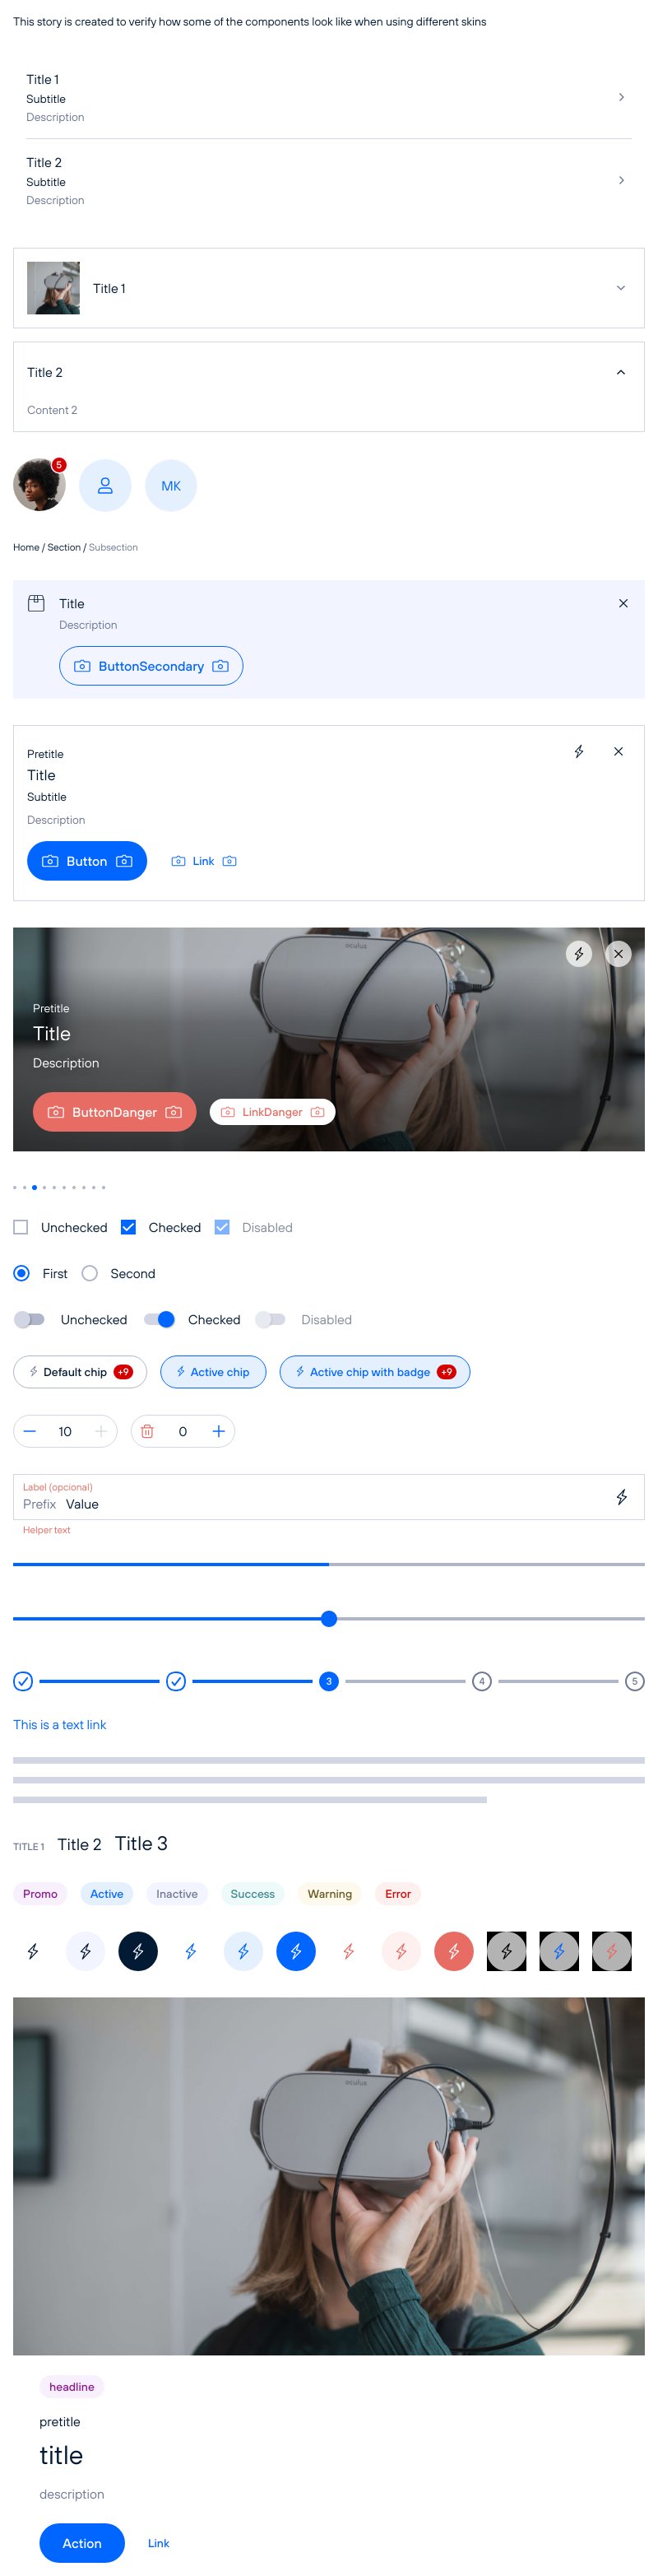 This story is created to verify how some of the components look like when using different skins
Title 1
Subtitle
Description
Title 2
Subtitle
Description
Title 1
Title 2
Content 2
5
MK
Home / Section / Subsection
Title
Description
ButtonSecondary
Pretitle
Title
Subtitle
Description
Button Link
oculus
Pretitle
Title
Description
ButtonDanger LinkDanger
Unchecked Checked Disabled
First Second
Unchecked Checked Disabled
Default chip +9 Active chip Active chip with badge +9
10 0
Label (optional)
Prefix Value
Helper text
3 4 5
This is a text link
TITLE 1 Title 2 Title 3
Promo Active Inactive Success Warning Error
oculus
headline
pretitle
title
description
Action Link